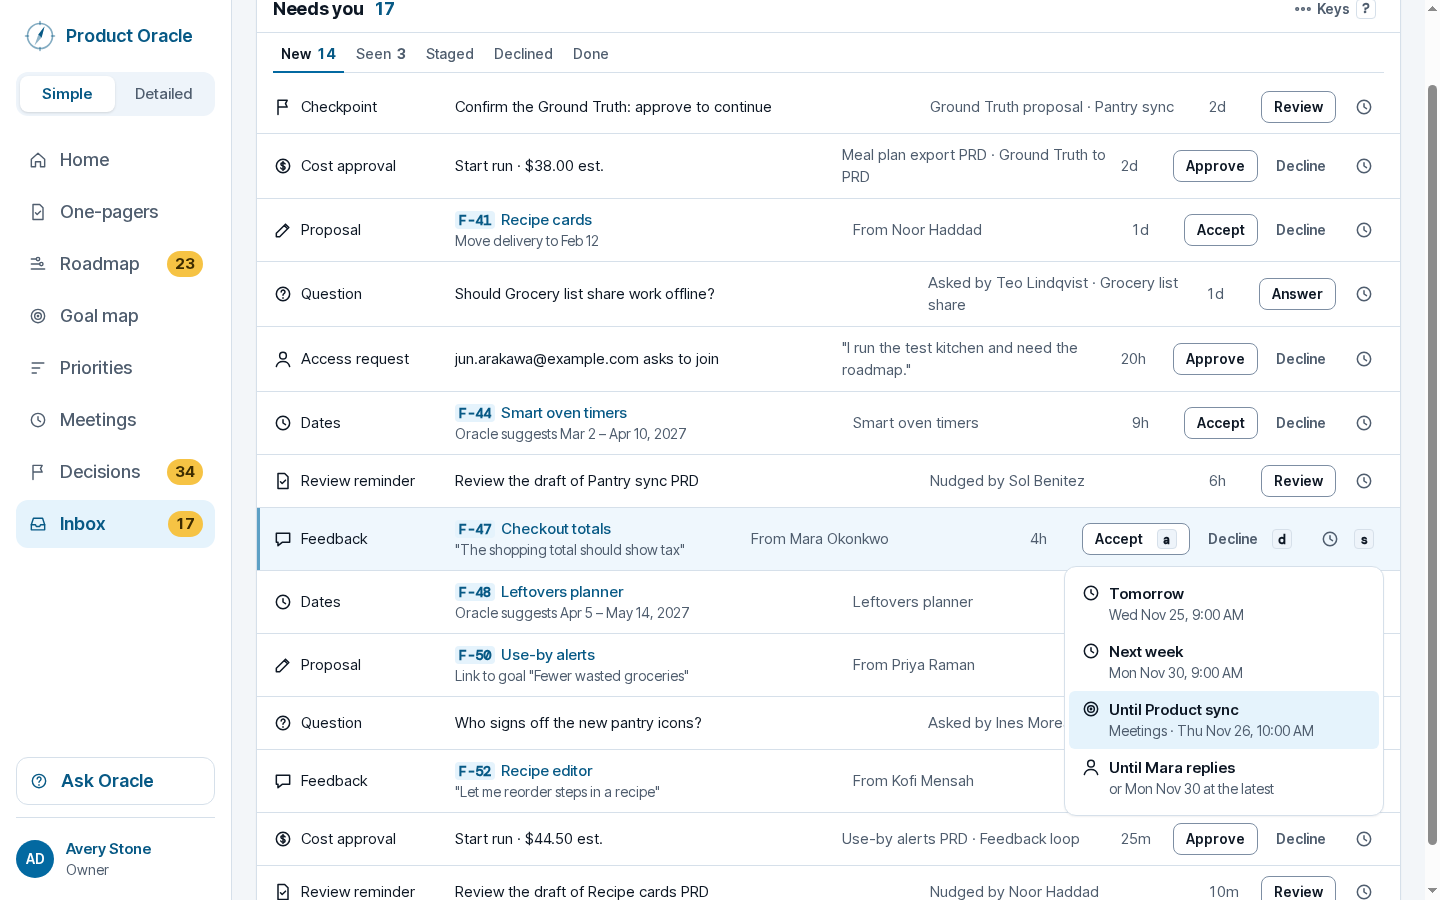 Product Oracle
Simple
Detailed
Home
One-pagers
Roadmap 23
Goal map
Priorities
Meetings
Decisions 34
Inbox 17
Ask Oracle
AD
Avery Stone
Owner
Needs you 17
Keys ?
New 14
Seen 3
Staged
Declined
Done
Checkpoint
Confirm the Ground Truth: approve to continue
Ground Truth proposal · Pantry sync
2d
Review
Cost approval
Start run · $38.00 est.
Meal plan export PRD · Ground Truth to
PRD
2d
Approve
Decline
Proposal
F-41 Recipe cards
Move delivery to Feb 12
From Noor Haddad
1d
Accept
Decline
Question
Should Grocery list share work offline?
Asked by Teo Lindqvist · Grocery list
share
1d
Answer
Access request
jun.arakawa@example.com asks to join
"I run the test kitchen and need the
roadmap."
20h
Approve
Decline
Dates
F-44 Smart oven timers
Oracle suggests Mar 2 – Apr 10, 2027
Smart oven timers
9h
Accept
Decline
Review reminder
Review the draft of Pantry sync PRD
Nudged by Sol Benitez
6h
Review
Feedback
F-47 Checkout totals
"The shopping total should show tax"
From Mara Okonkwo
4h
Accept a
Decline d
s
Dates
F-48 Leftovers planner
Oracle suggests Apr 5 – May 14, 2027
Leftovers planner
Proposal
F-50 Use-by alerts
Link to goal "Fewer wasted groceries"
From Priya Raman
Question
Who signs off the new pantry icons?
Asked by Ines More
Feedback
F-52 Recipe editor
"Let me reorder steps in a recipe"
From Kofi Mensah
Tomorrow
Wed Nov 25, 9:00 AM
Next week
Mon Nov 30, 9:00 AM
Until Product sync
Meetings · Thu Nov 26, 10:00 AM
Until Mara replies
or Mon Nov 30 at the latest
Cost approval
Start run · $44.50 est.
Use-by alerts PRD · Feedback loop
25m
Approve
Decline
Review reminder
Review the draft of Recipe cards PRD
Nudged by Noor Haddad
10m
Review